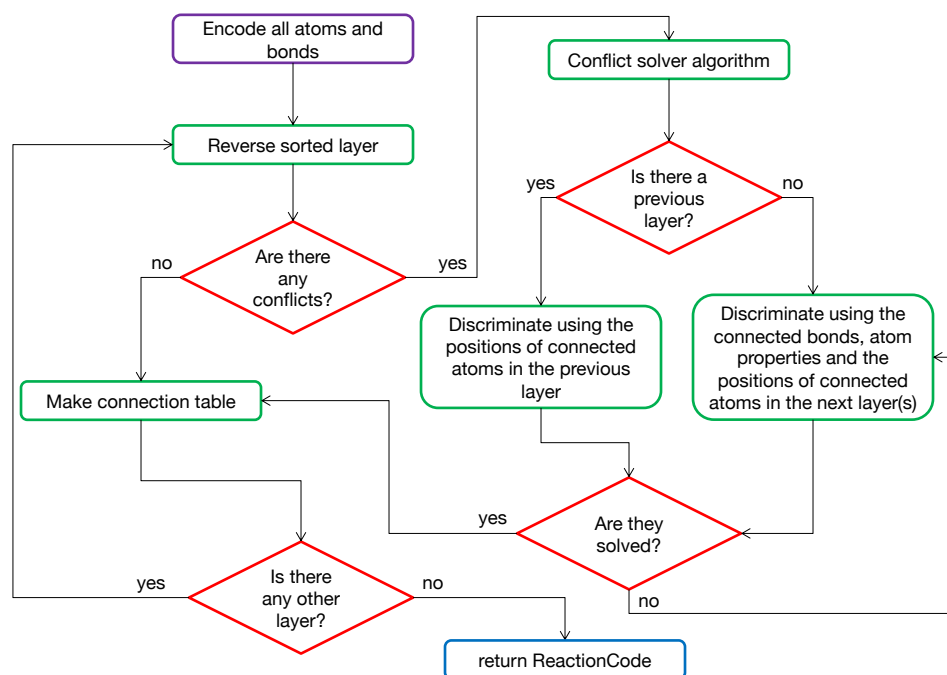 Encode all atoms and
bonds
Reverse sorted layer
Are there
any
conflicts?
no
yes
Make connection table
Is there
any other
layer?
yes
no
return ReactionCode
Conflict solver algorithm
Is there a
previous
layer?
yes
no
Discriminate using the
positions of connected
atoms in the previous
layer
Discriminate using the
connected bonds, atom
properties and the
positions of connected
atoms in the next layer(s)
Are they
solved?
yes
no